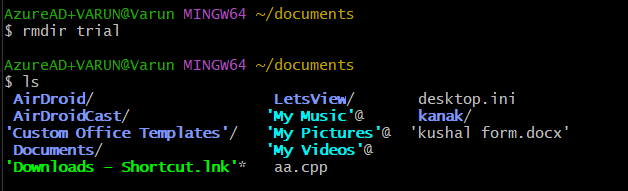 AzureAD+VARUN@Varun MINGW64 ~/documents
$ rmdir trial
AzureAD+VARUN@Varun MINGW64 ~/documents
$ ls
AirDroid/ LetsView/ desktop.ini
AirDroidCast/ 'My Music'@ kanak/
'Custom Office Templates'/ 'My Pictures'@ 'kushal form.docx'
Documents/ 'My Videos'@
'Downloads - Shortcut.lnk'* aa.cpp